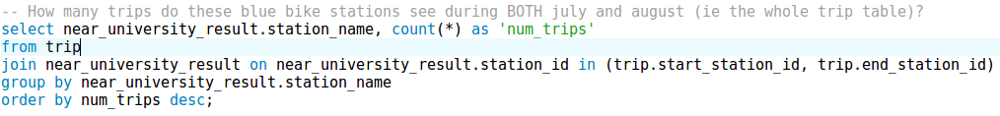 -- How many trips do these blue bike stations see during BOTH july and august (ie the whole trip table)?
select near_university_result.station_name, count(*) as 'num_trips'
from trip
join near_university_result on near_university_result.station_id in (trip.start_station_id, trip.end_station_id)
group by near_university_result.station_name
order by num_trips desc;